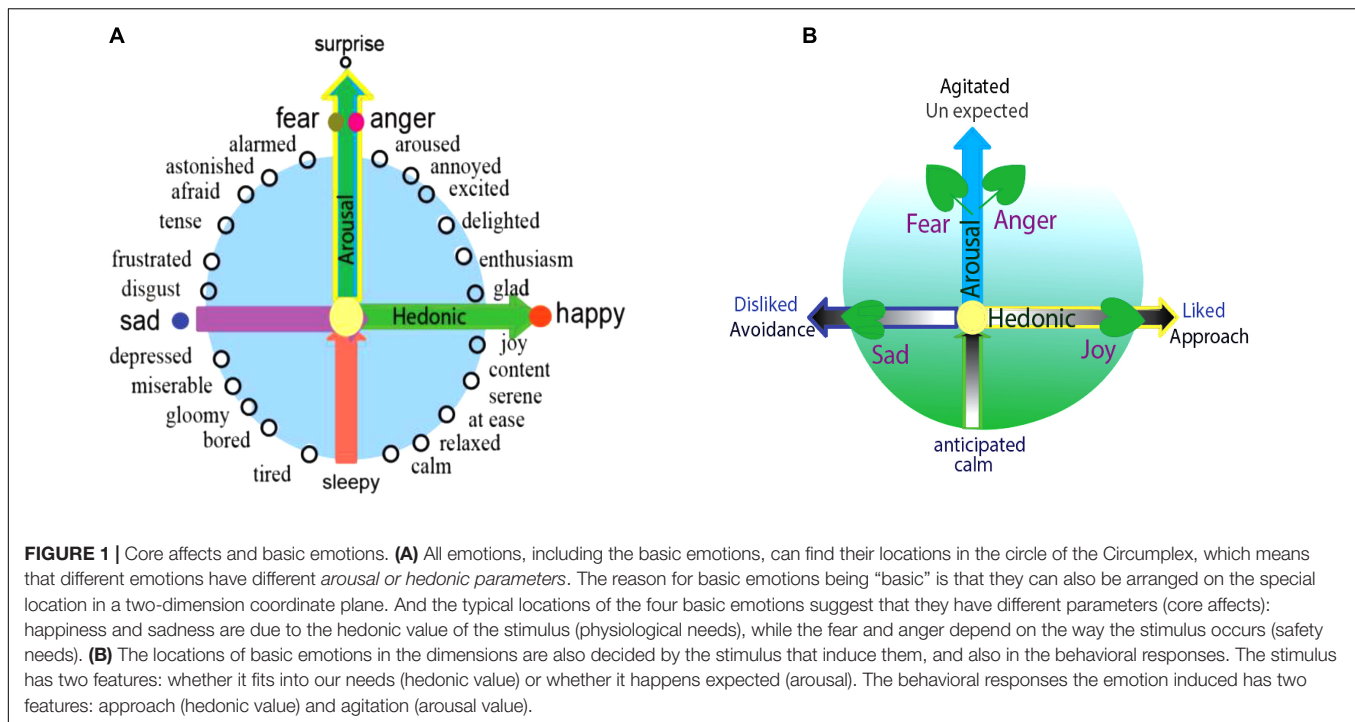 A
surprise
fear
anger
alarmed
aroused
astonished
annoyed
afraid
excited
tense
delighted
Arousal
frustrated
enthusiasm
disgust
glad
sad
Hedonic
happy
joy
depressed
content
miserable
serene
gloomy
at ease
bored
relaxed
tired
calm
sleepy
B
Agitated
Un expected
Fear
Anger
Arousal
Disliked
Avoidance
Hedonic
Liked
Approach
Sad
Joy
anticipated
calm
FIGURE 1 | Core affects and basic emotions. (A) All emotions, including the basic emotions, can find their locations in the circle of the Circumplex, which means
that different emotions have different arousal or hedonic parameters. The reason for basic emotions being “basic” is that they can also be arranged on the special
location in a two-dimension coordinate plane. And the typical locations of the four basic emotions suggest that they have different parameters (core affects):
happiness and sadness are due to the hedonic value of the stimulus (physiological needs), while the fear and anger depend on the way the stimulus occurs (safety
needs). (B) The locations of basic emotions in the dimensions are also decided by the stimulus that induce them, and also in the behavioral responses. The stimulus
has two features: whether it fits into our needs (hedonic value) or whether it happens expected (arousal). The behavioral responses the emotion induced has two
features: approach (hedonic value) and agitation (arousal value).